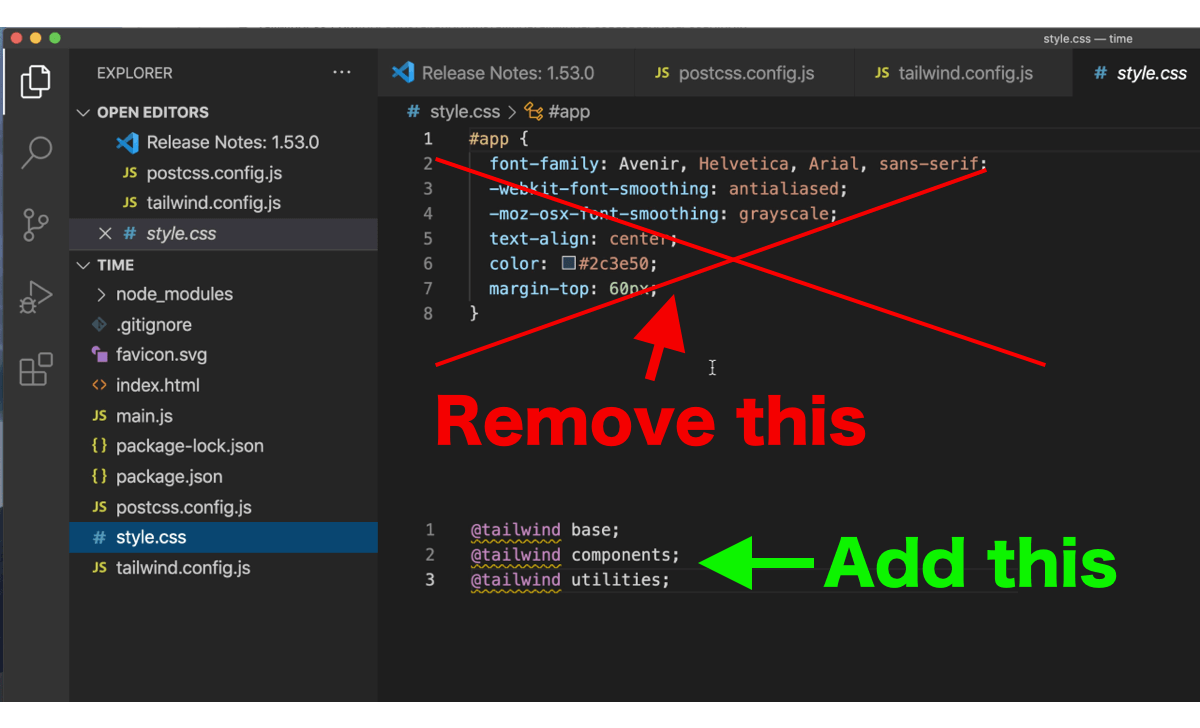 style.css — time
EXPLORER
OPEN EDITORS
Release Notes: 1.53.0
JS postcss.config.js
JS tailwind.config.js
# style.css
TIME
node_modules
.gitignore
favicon.svg
<> index.html
JS main.js
{} package-lock.json
{} package.json
JS postcss.config.js
# style.css
JS tailwind.config.js
Release Notes: 1.53.0 JS postcss.config.js JS tailwind.config.js # style.css
# style.css > #app
1 #app {
2 font-family: Avenir, Helvetica, Arial, sans-serif;
3 -webkit-font-smoothing: antialiased;
4 -moz-osx-font-smoothing: grayscale;
5 text-align: center;
6 color: #2c3e50;
7 margin-top: 60px;
8 }
Remove this
1 @tailwind base;
2 @tailwind components;
3 @tailwind utilities;
Add this